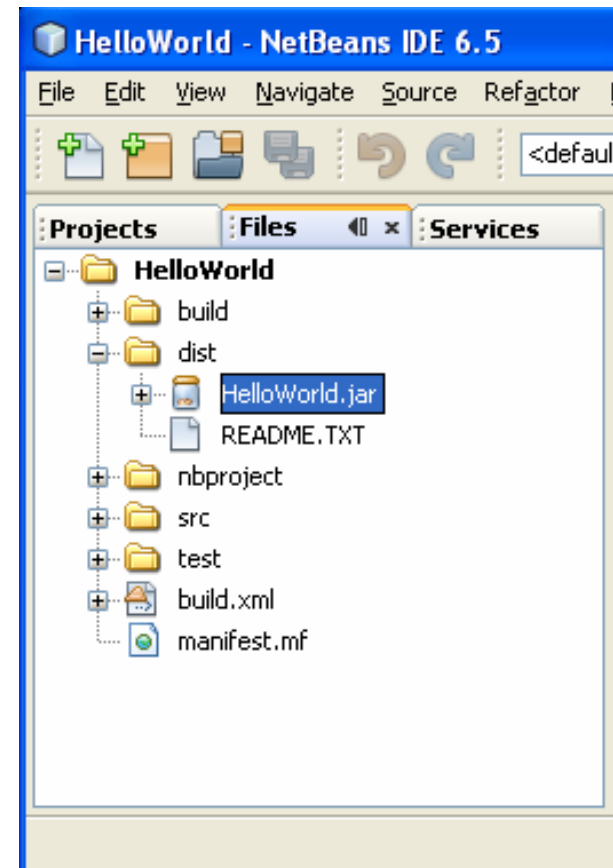 HelloWorld - NetBeans IDE 6.5
File Edit View Navigate Source Refactor
<defaul
Projects Files Services
HelloWorld
build
dist
HelloWorld.jar
README.TXT
nbproject
src
test
build.xml
manifest.mf